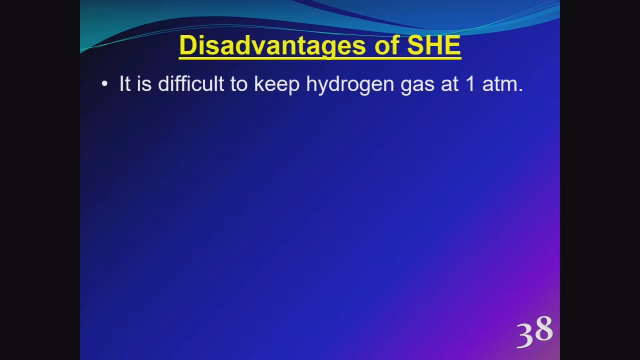 Disadvantages of SHE
• It is difficult to keep hydrogen gas at 1 atm.
38